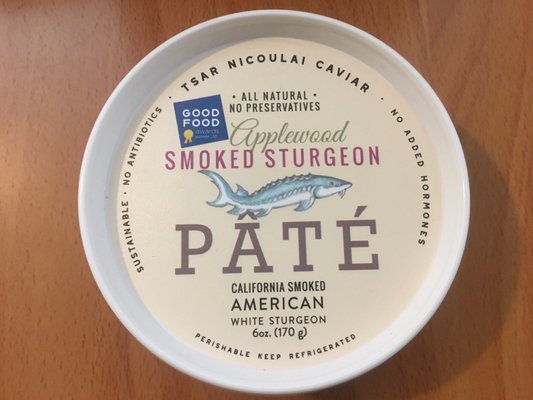 TSAR NICOULAI CAVIAR
SUSTAINABLE · NO ANTIBIOTICS ·
· NO ADDED HORMONES
· ALL NATURAL ·
NO PRESERVATIVES
GOOD
FOOD
awards
Applewood
SMOKED STURGEON
PÂTÉ
CALIFORNIA SMOKED
AMERICAN
WHITE STURGEON
6oz. (170 g)
PERISHABLE KEEP REFRIGERATED